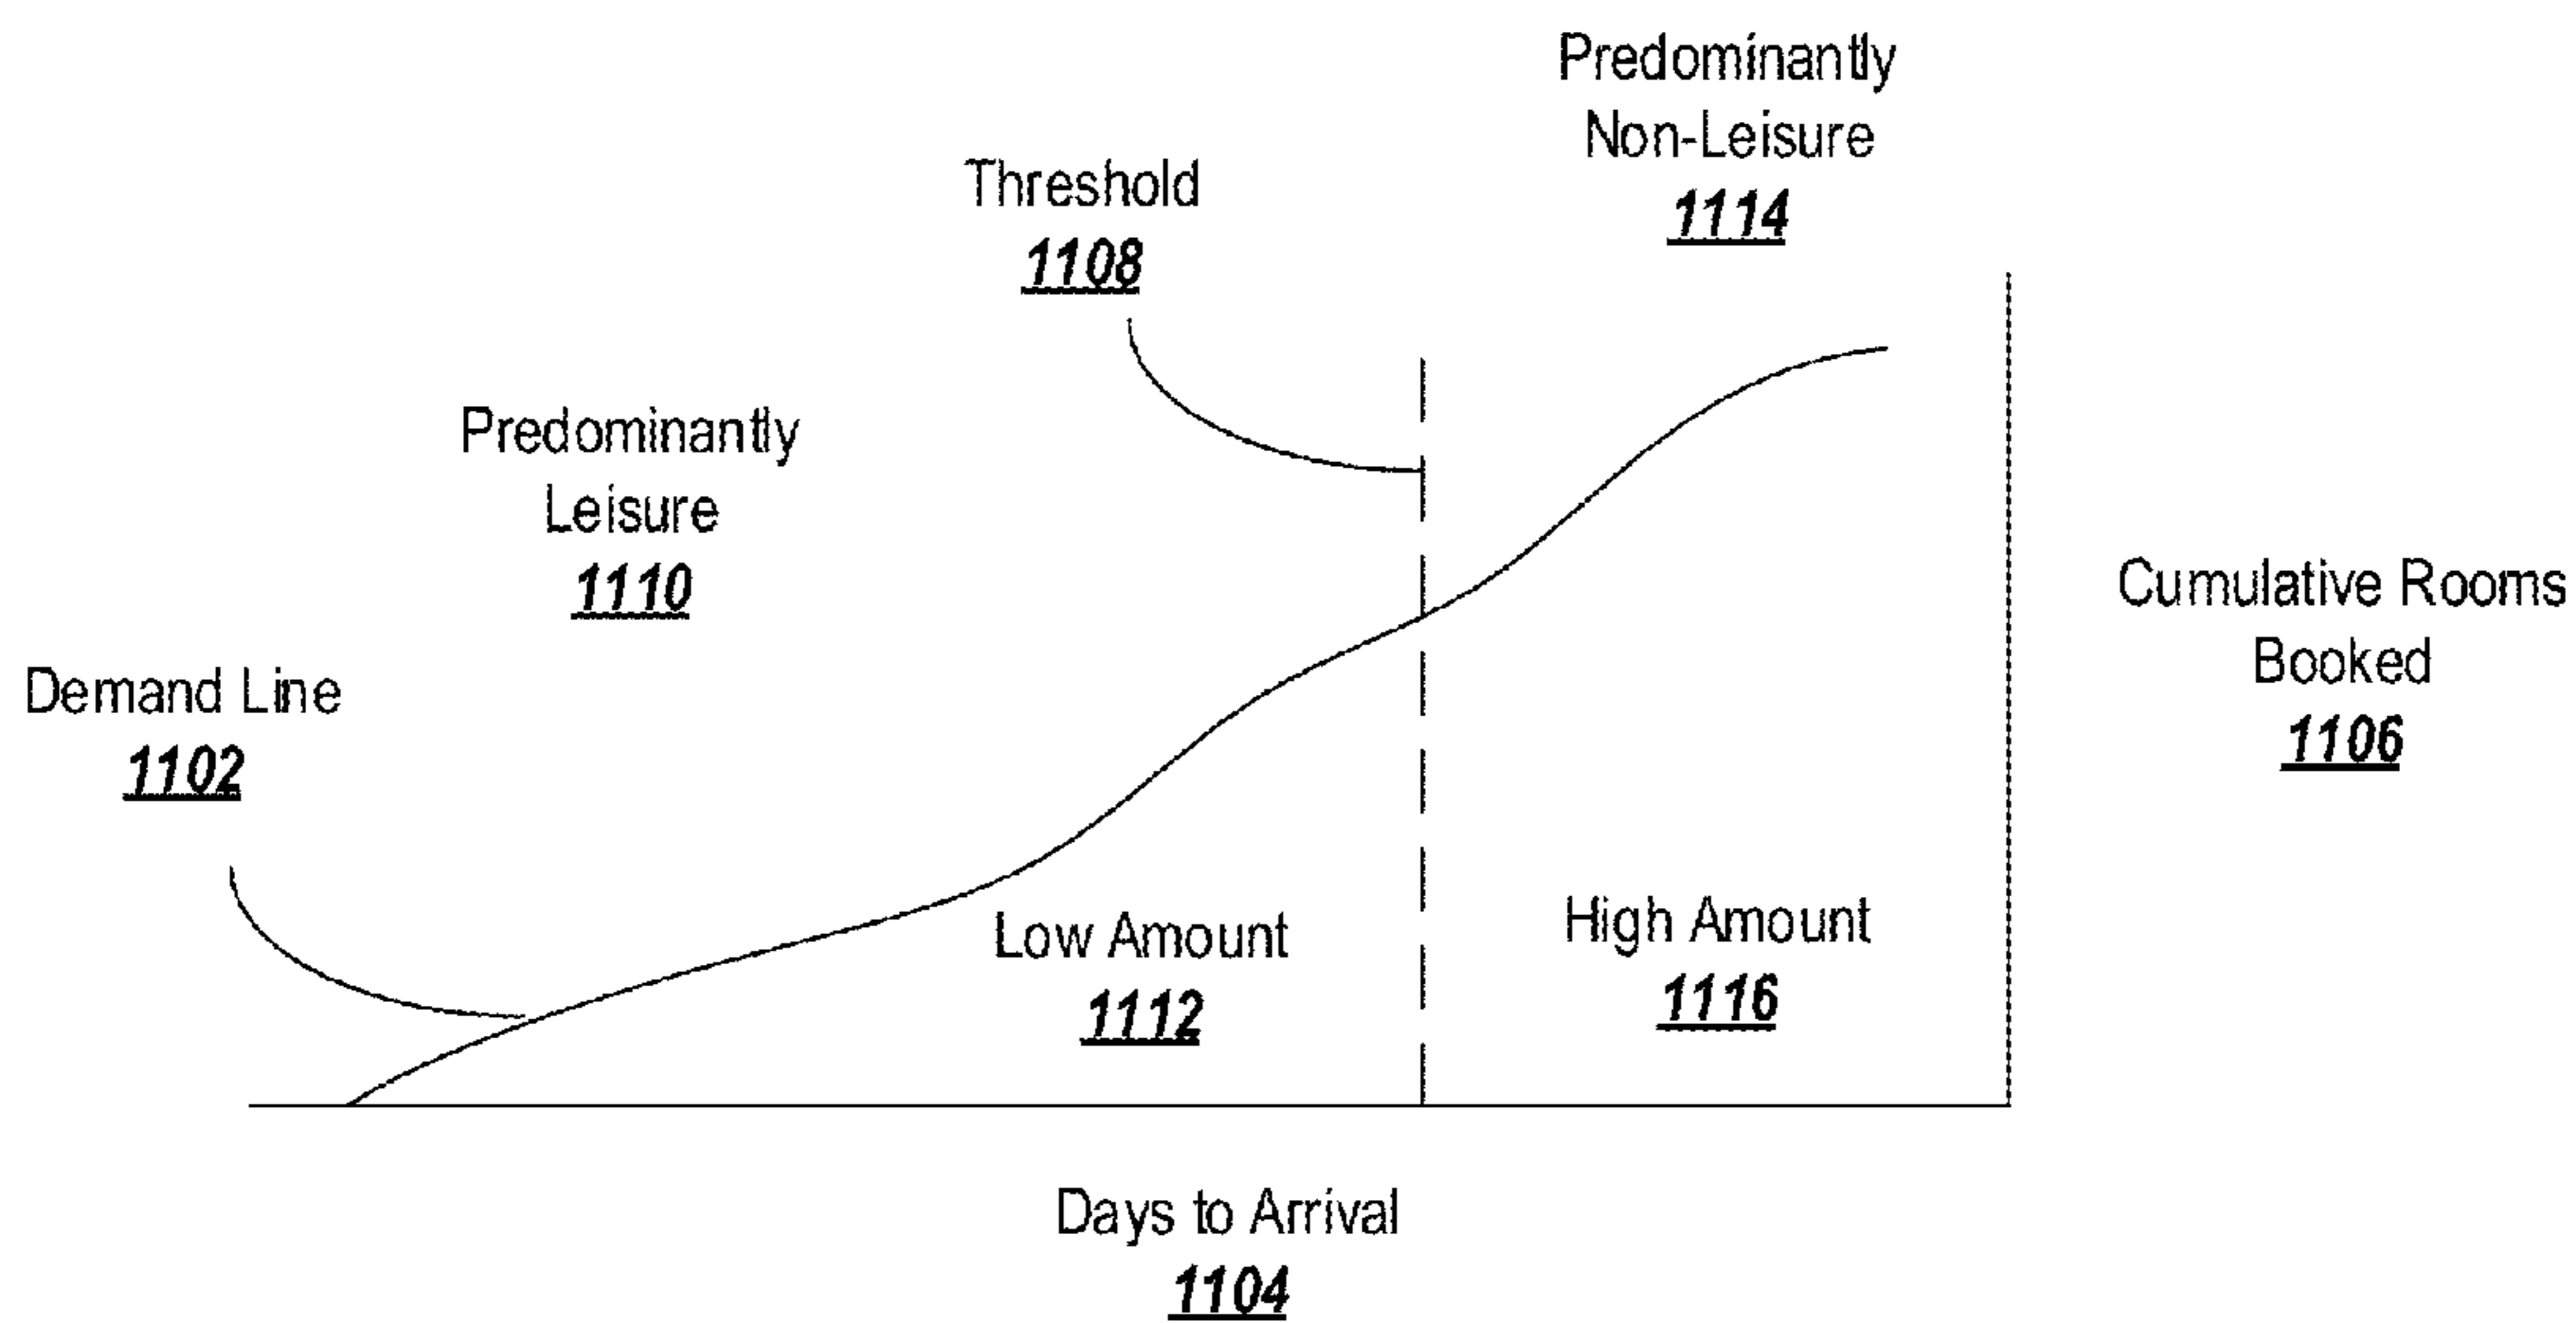 Predominantly
Non-Leisure
1114
Threshold
1108
Predominantly
Leisure
1110
Demand Line
1102
Cumulative Rooms
Booked
1106
Low Amount
1112
High Amount
1116
Days to Arrival
1104